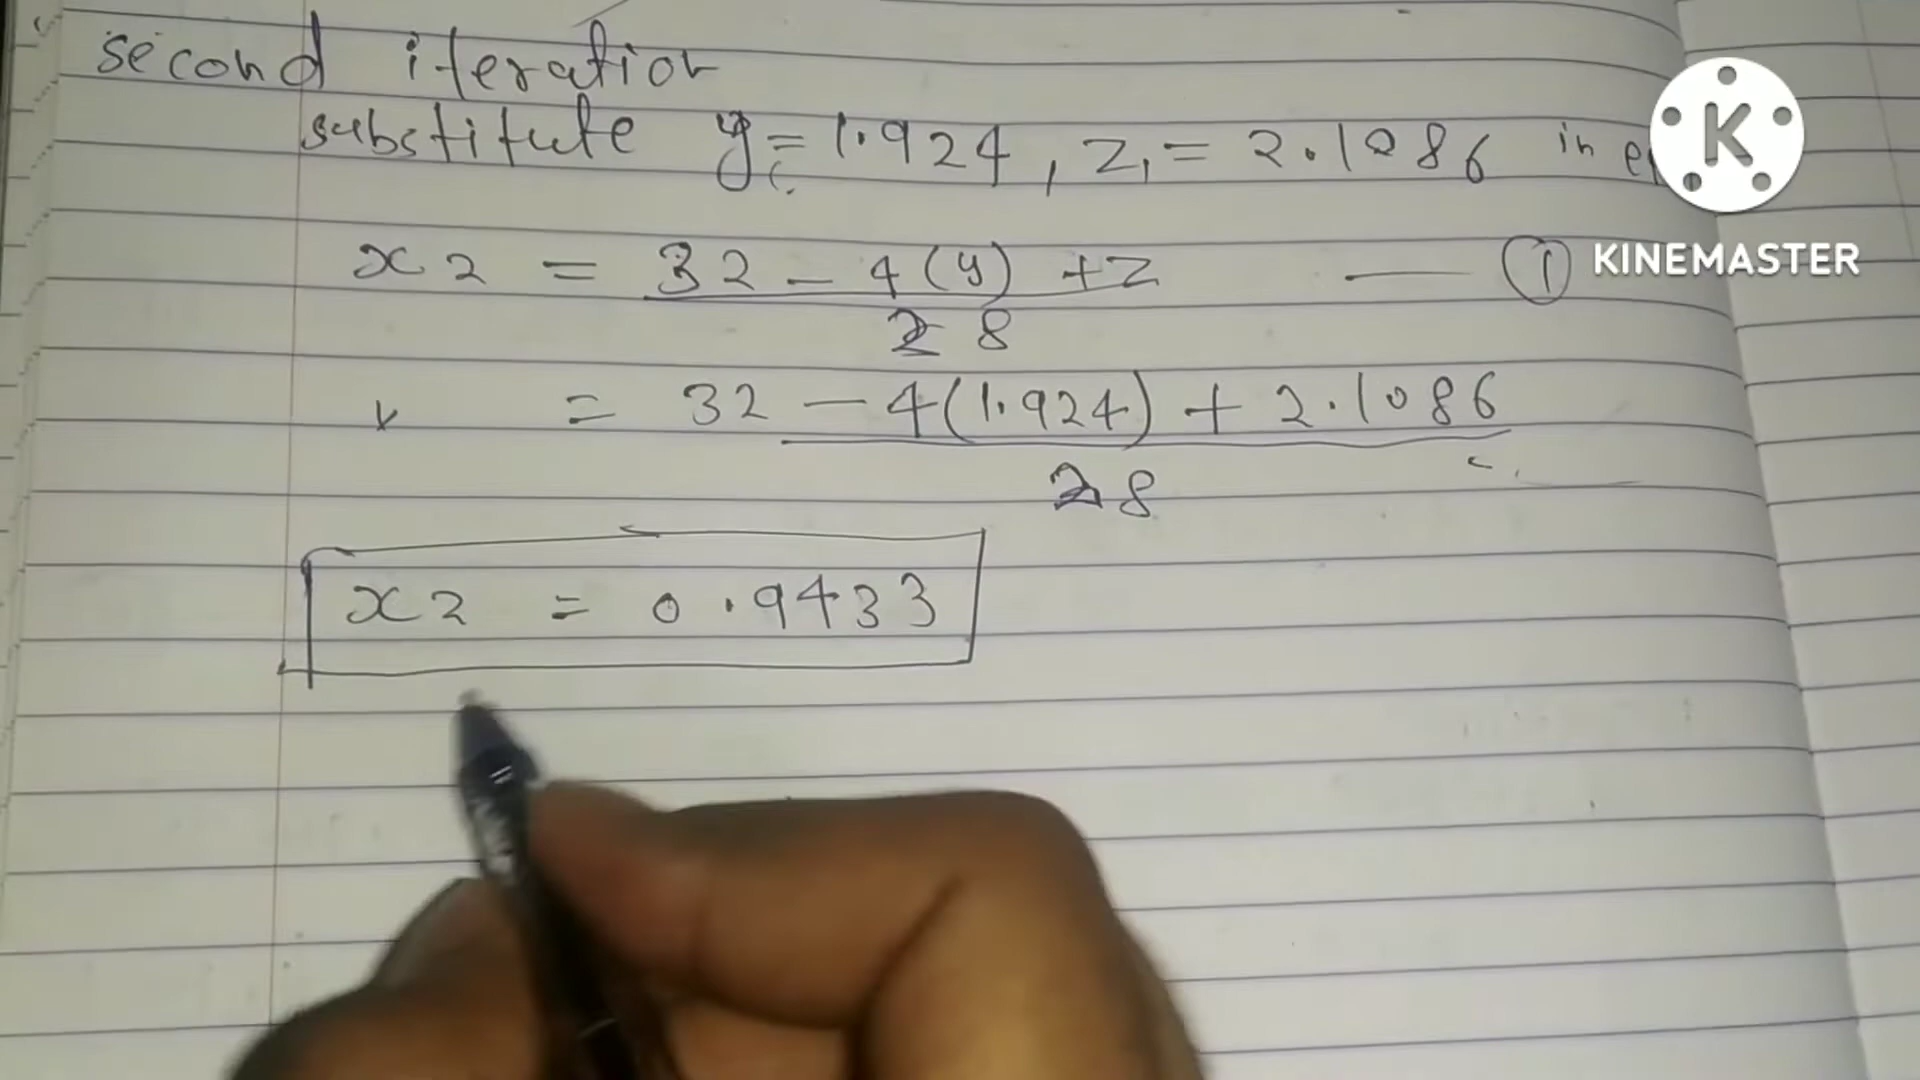 second iteration
substitute y1 = 1.924, z1 = 2.1086 in
K
KINEMASTER
x2 = 32 - 4(y) + z — 1
28
= 32 - 4(1.924) + 2.1086
28
x2 = 0.9433